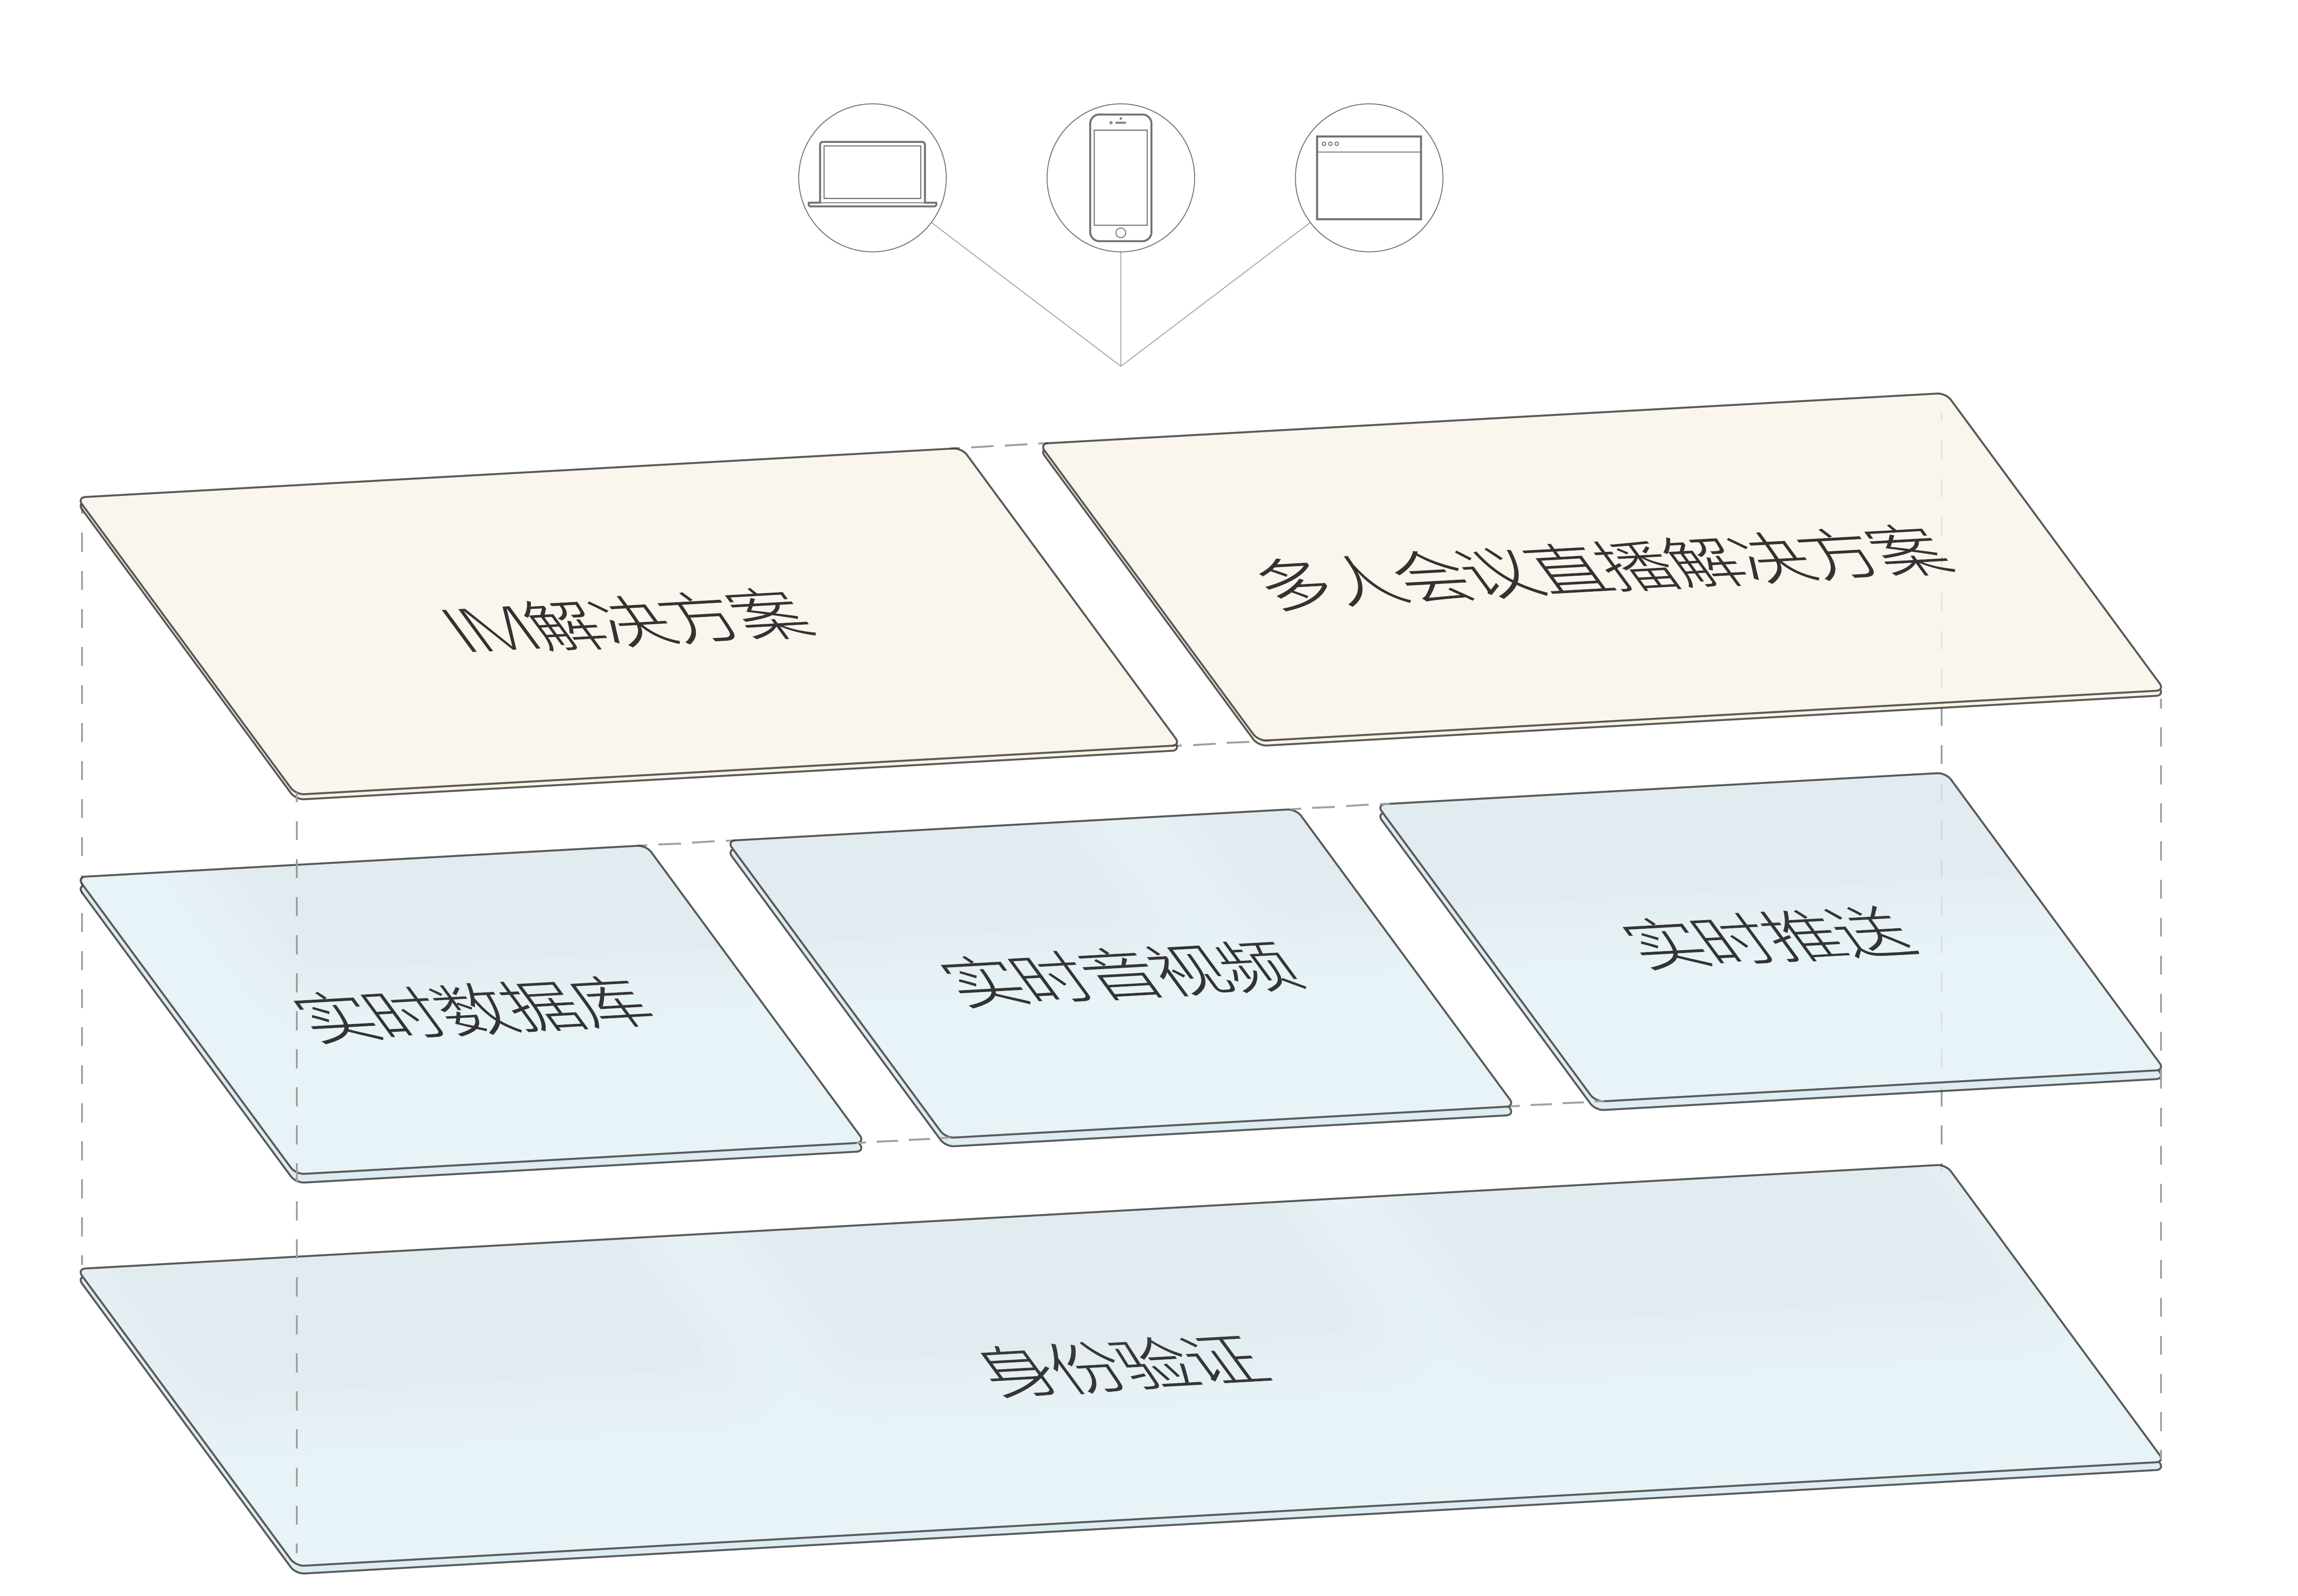 IM解决方案
多人会议直播解决方案
实时数据库
实时音视频
实时推送
身份验证